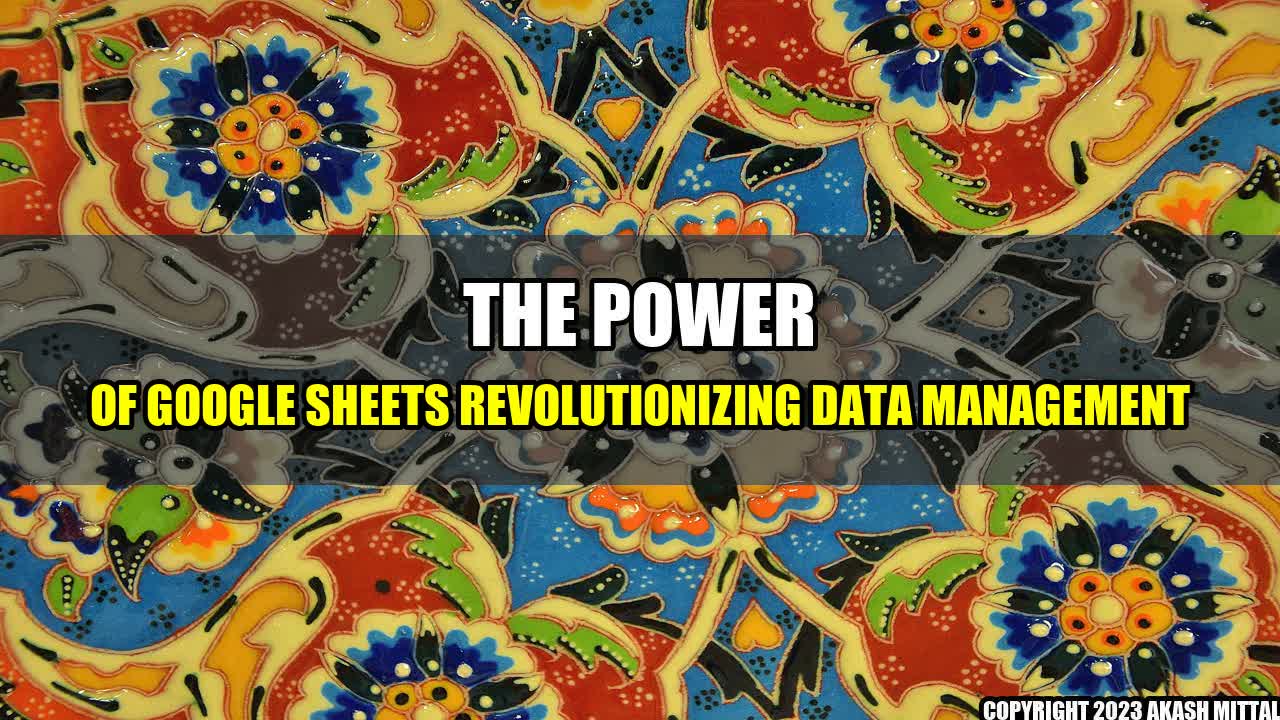 THE POWER
OF GOOGLE SHEETS REVOLUTIONIZING DATA MANAGEMENT
COPYRIGHT 2023 AKASH MITTAL